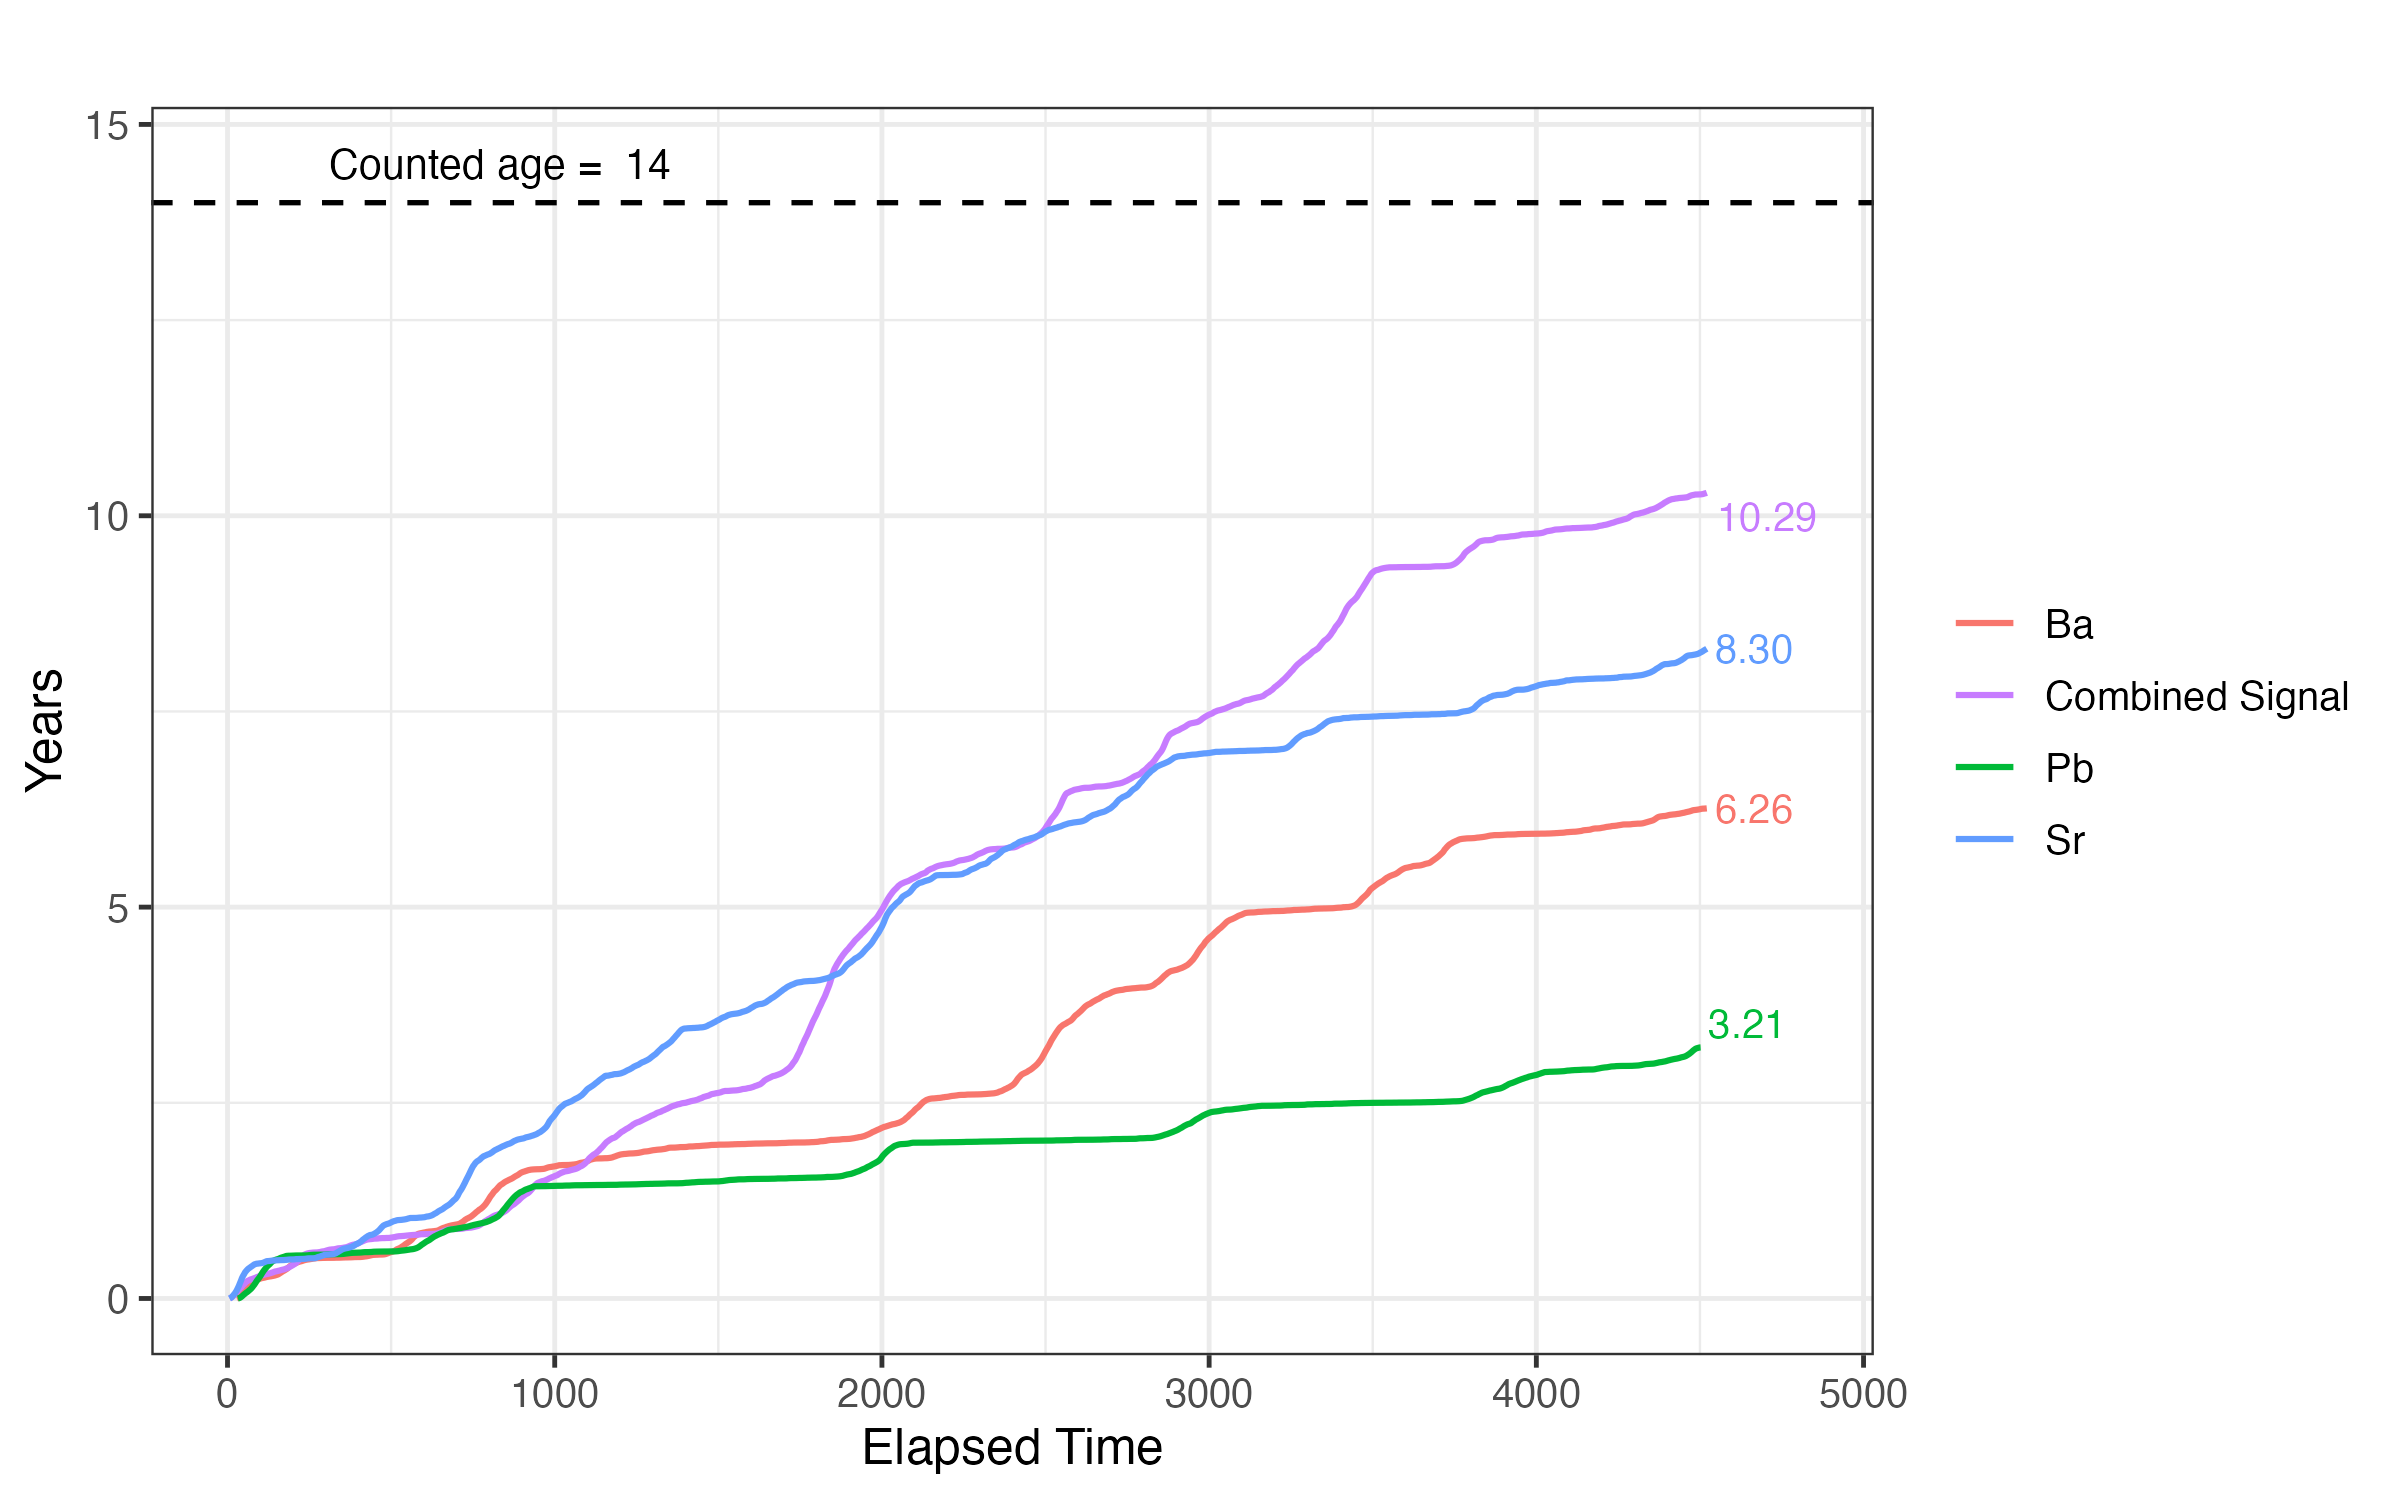 15
Counted age = 14
10
10.29
8.30
6.26
5
3.21
0
Years
0 1000 2000 3000 4000 5000
Elapsed Time
Ba
Combined Signal
Pb
Sr